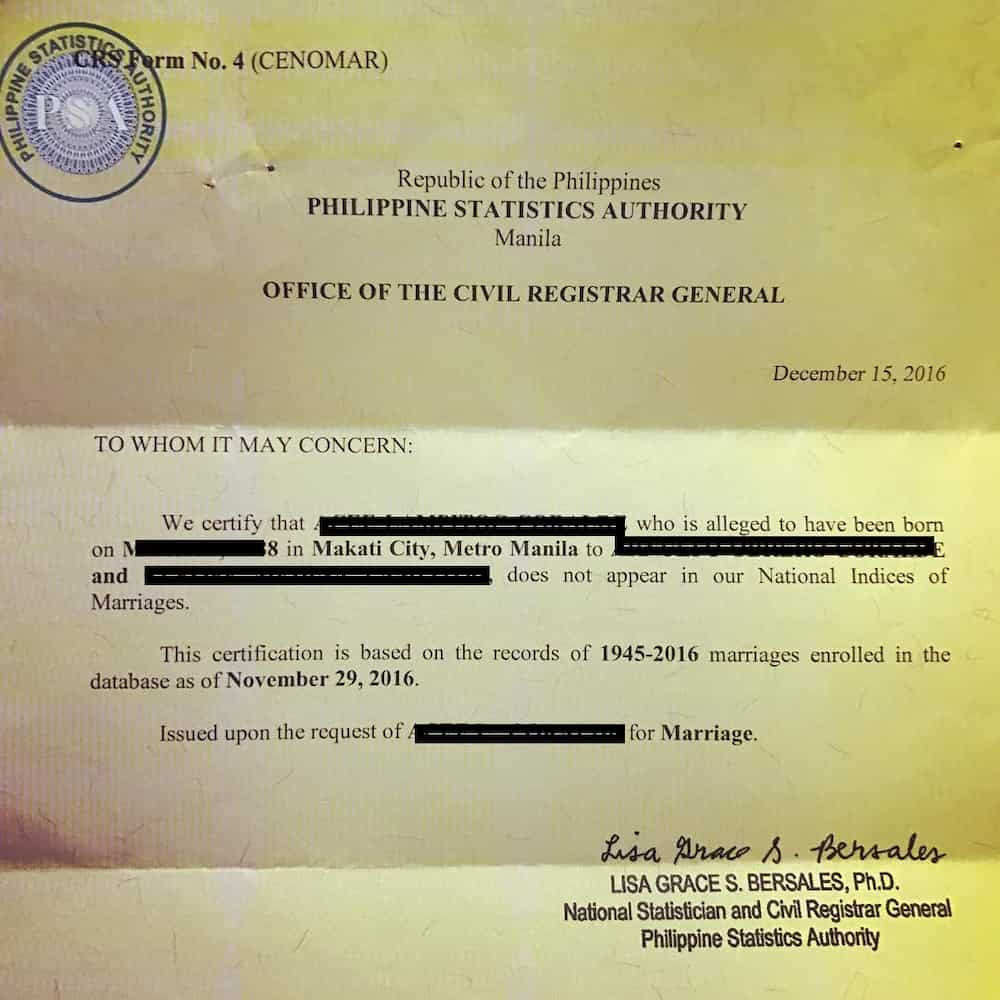 PHILIPPINE STATISTICS AUTHORITY
PSA
CRS Form No. 4 (CENOMAR)
Republic of the Philippines
PHILIPPINE STATISTICS AUTHORITY
Manila
OFFICE OF THE CIVIL REGISTRAR GENERAL
December 15, 2016
TO WHOM IT MAY CONCERN:
We certify that , who is alleged to have been born
on 8 in Makati City, Metro Manila to
and , does not appear in our National Indices of
Marriages.
This certification is based on the records of 1945-2016 marriages enrolled in the
database as of November 29, 2016.
Issued upon the request of for Marriage.
Lisa Grace S. Bersales
LISA GRACE S. BERSALES, Ph.D.
National Statistician and Civil Registrar General
Philippine Statistics Authority